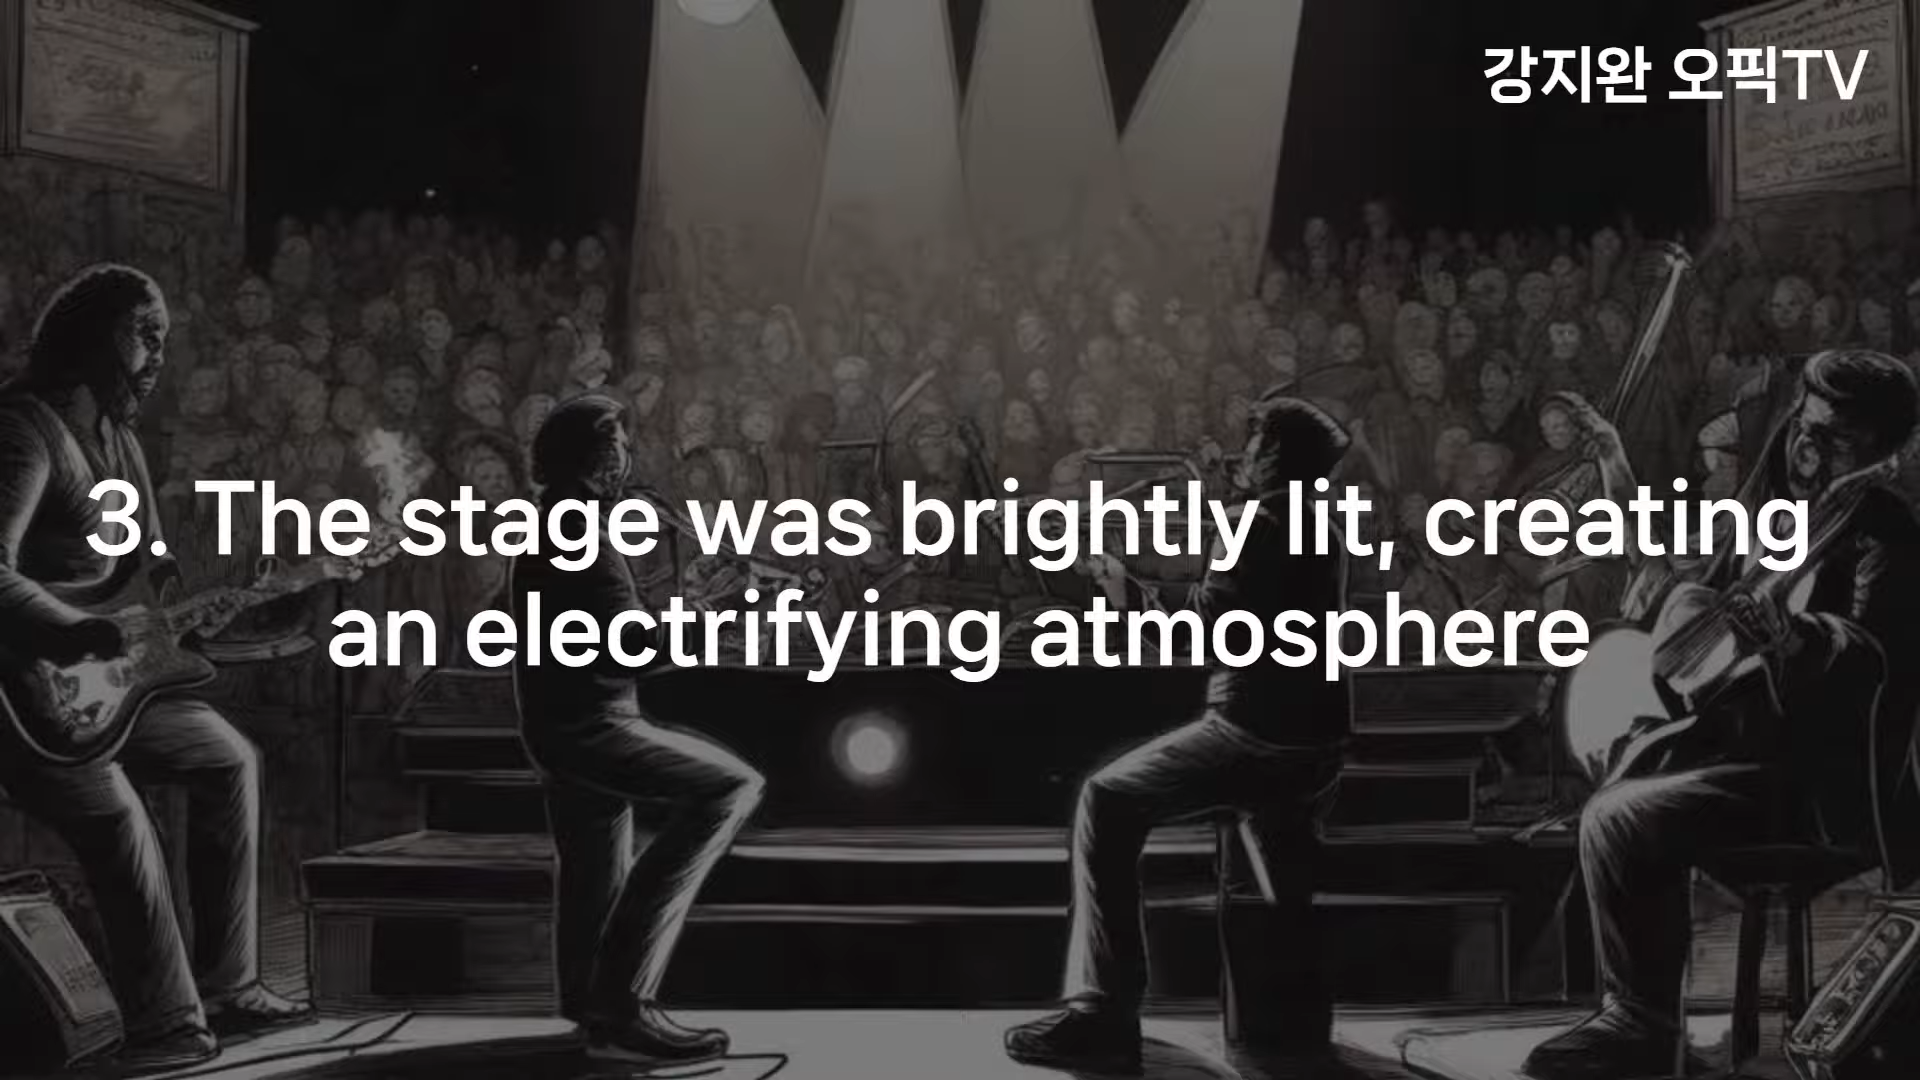 강지완 오픽TV
3. The stage was brightly lit, creating
an electrifying atmosphere